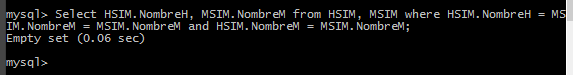 mysql> Select HSIM.NombreH, MSIM.NombreM from HSIM, MSIM where HSIM.NombreH = MS
IM.NombreM = MSIM.NombreM and HSIM.NombreM = MSIM.NombreM;
Empty set (0.06 sec)
mysql>